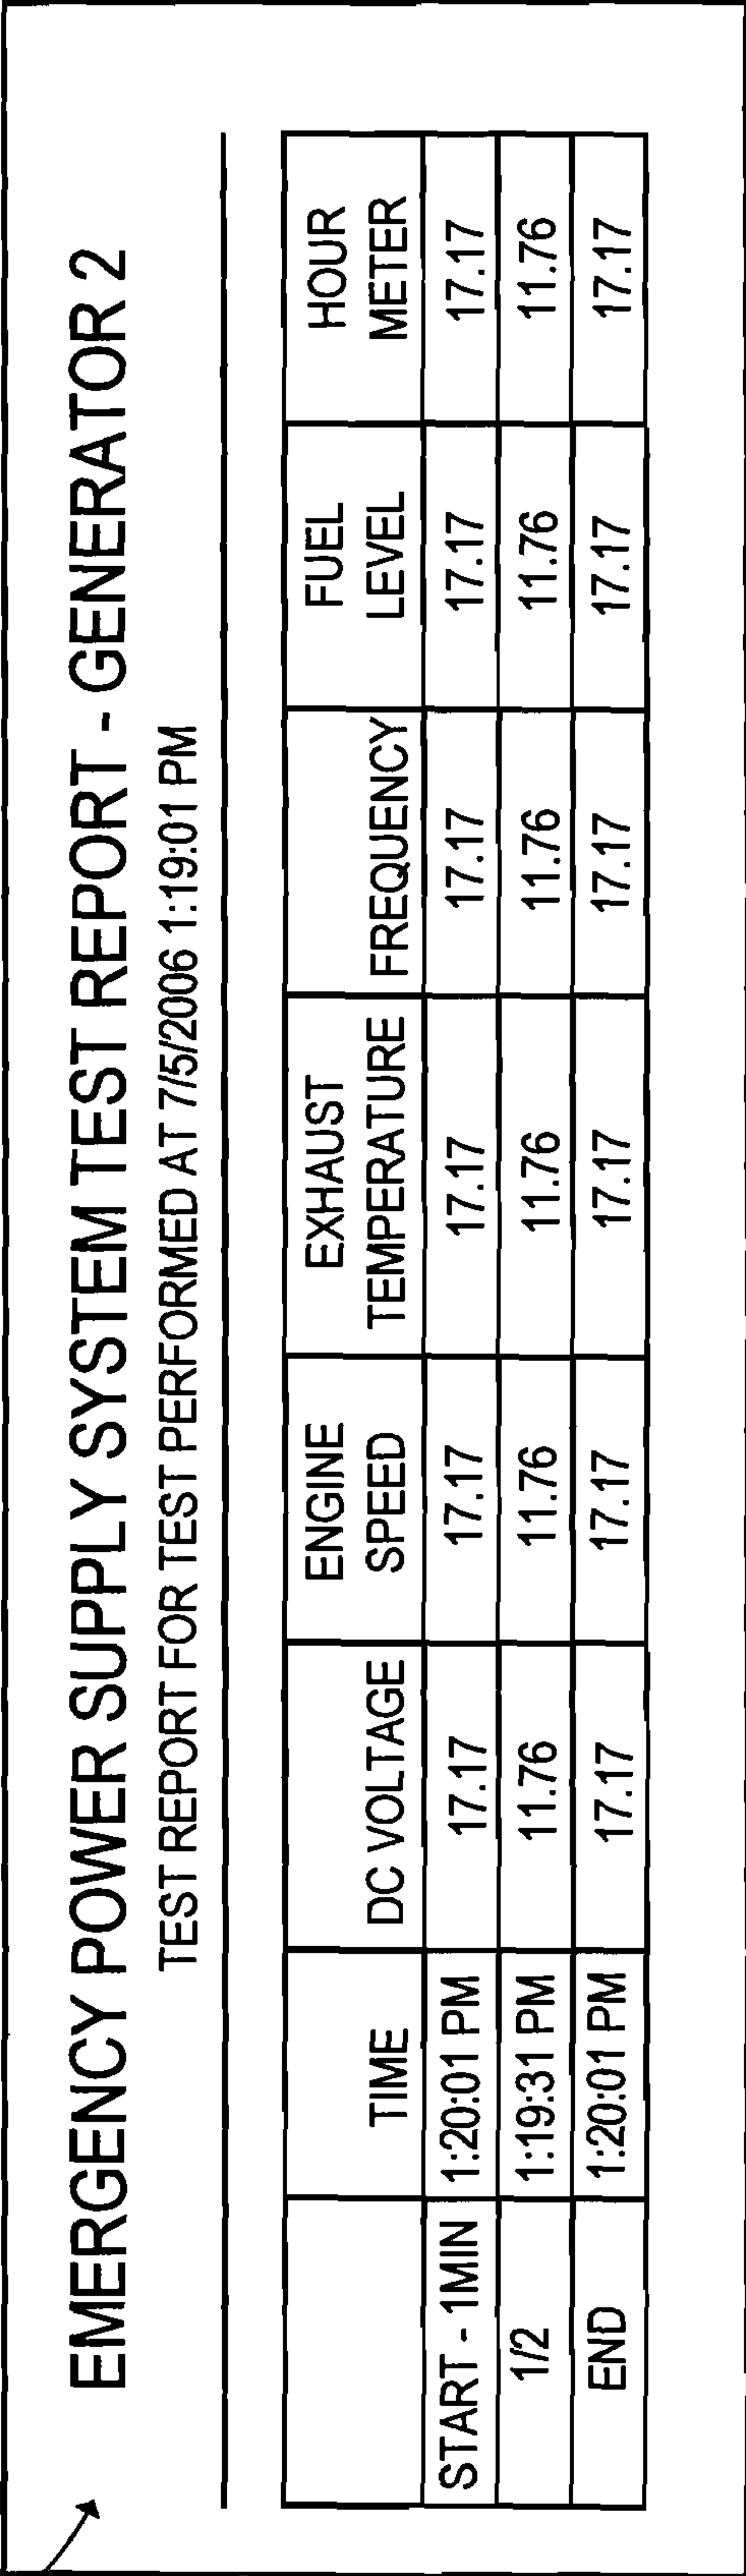 EMERGENCY POWER SUPPLY SYSTEM TEST REPORT - GENERATOR 2
TEST REPORT FOR TEST PERFORMED AT 7/5/2006 1:19:01 PM
TIME DC VOLTAGE ENGINE SPEED EXHAUST TEMPERATURE FREQUENCY FUEL LEVEL HOUR METER
START - 1MIN 1:20:01 PM 17.17 17.17 17.17 17.17 17.17 17.17
1/2 1:19:31 PM 11.76 11.76 11.76 11.76 11.76 11.76
END 1:20:01 PM 17.17 17.17 17.17 17.17 17.17 17.17